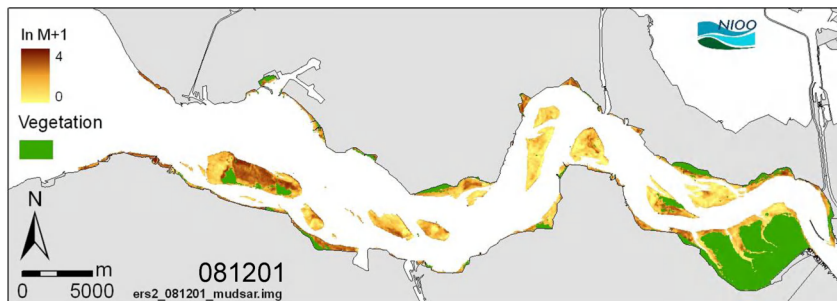 ln M+1
4
0
Vegetation
NIOO
N
0 5000 m
081201
ers2_081201_mudsar.img